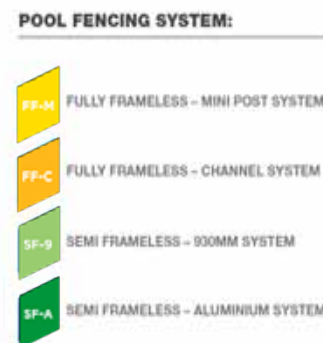 POOL FENCING SYSTEM:
FF-M FULLY FRAMELESS – MINI POST SYSTEM
FF-C FULLY FRAMELESS – CHANNEL SYSTEM
SF-9 SEMI FRAMELESS – 930MM SYSTEM
SF-A SEMI FRAMELESS – ALUMINIUM SYSTEM